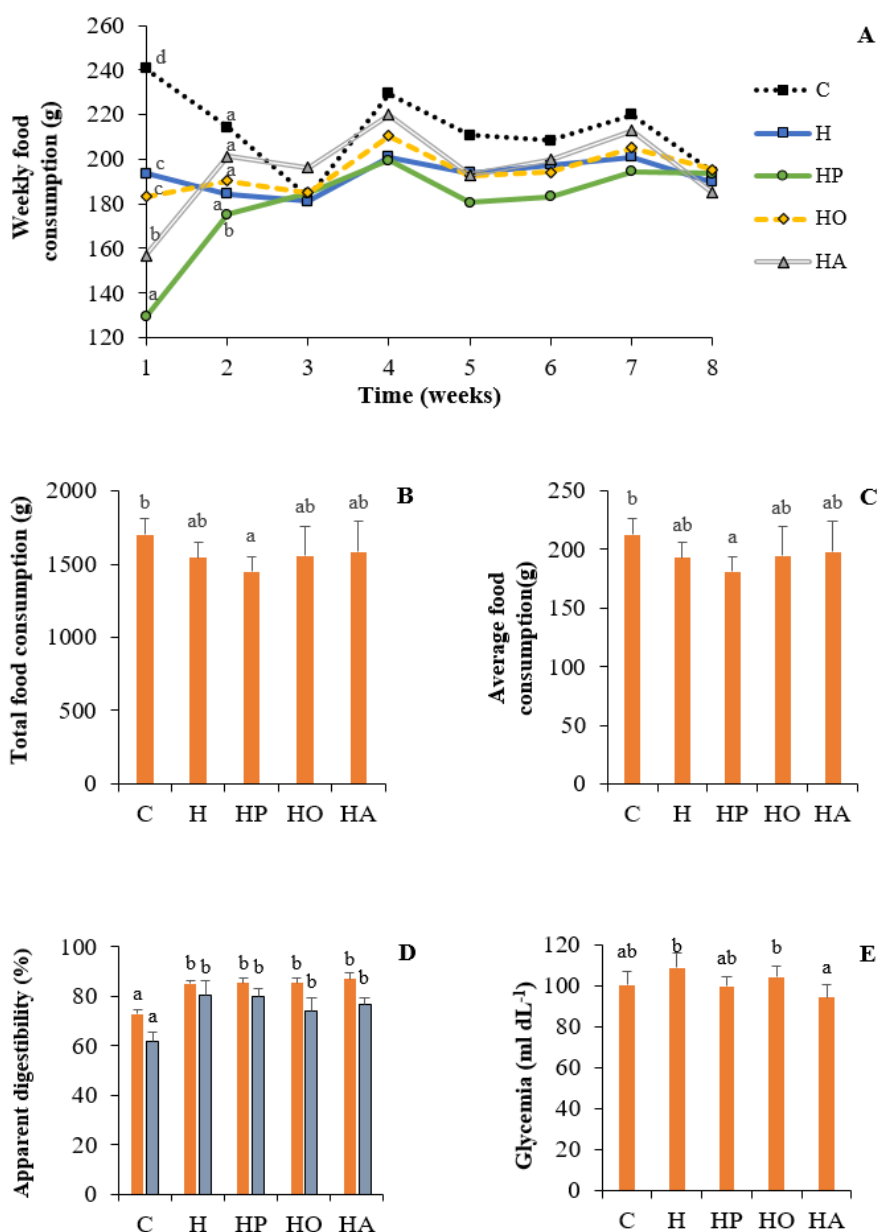 A
260
240
220
200
180
160
140
120
Weekly food
consumption (g)
d
c
c
b
a
a
a
a
a
b
1 2 3 4 5 6 7 8
Time (weeks)
C
H
HP
HO
HA
B
2000
1500
1000
500
0
Total food consumption (g)
b ab a ab ab
C H HP HO HA
C
250
200
150
100
50
0
Average food
consumption(g)
b ab a ab ab
C H HP HO HA
D
100
80
60
40
20
0
Apparent digestibility (%)
a a b b b b b b b b
C H HP HO HA
E
120
100
80
60
40
20
0
Glycemia (ml dL⁻¹)
ab b ab b a
C H HP HO HA